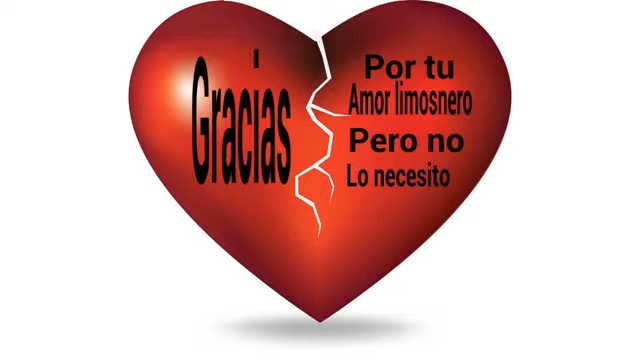 Gracias
Por tu
Amor limosnero
Pero no
Lo necesito